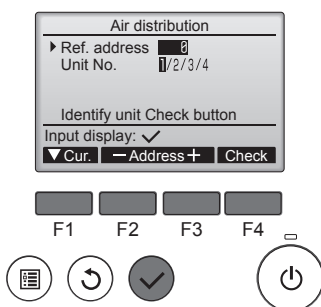 Air distribution
Ref. address 0
Unit No. 1/2/3/4
Identify unit Check button
Input display: ✓
▼ Cur. − Address + Check
F1 F2 F3 F4